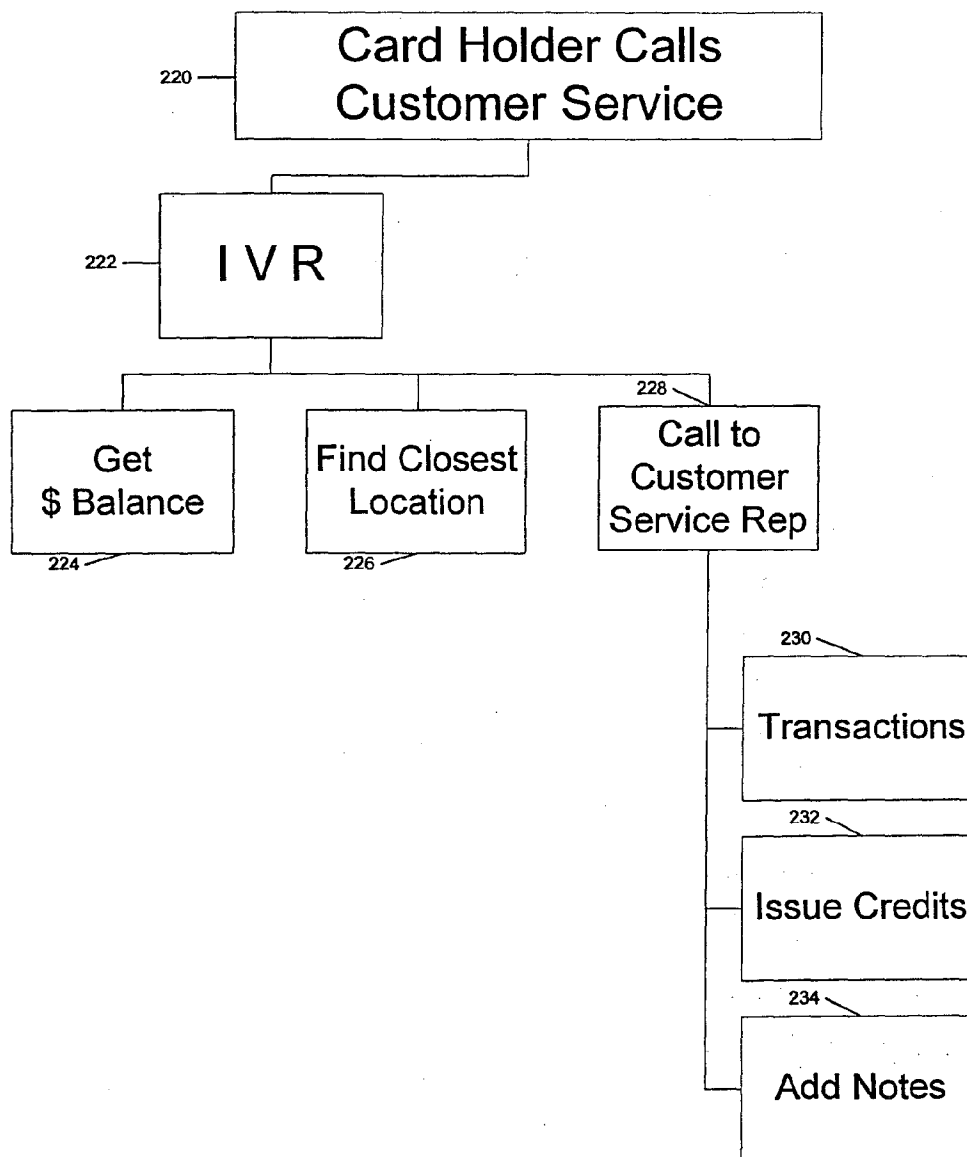 Card Holder Calls
Customer Service
220
I V R
222
228
Get
$ Balance
224
Find Closest
Location
226
Call to
Customer
Service Rep
230
Transactions
232
Issue Credits
234
Add Notes